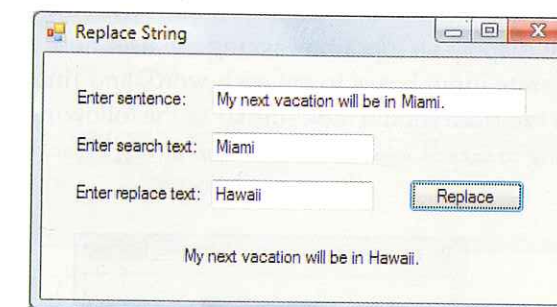 Replace String
Enter sentence: My next vacation will be in Miami.
Enter search text: Miami
Enter replace text: Hawaii Replace
My next vacation will be in Hawaii.